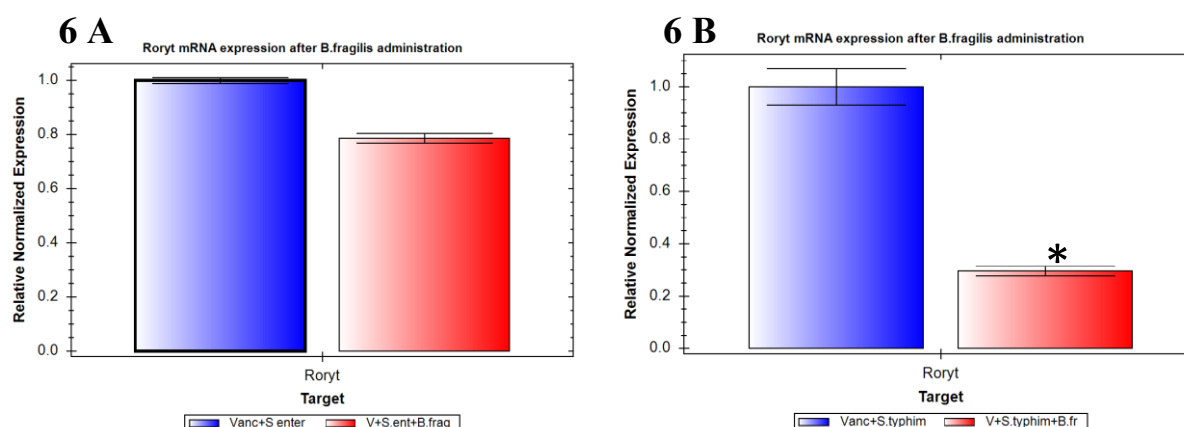 6 A
Roryt mRNA expression after B.fragilis administration
Relative Normalized Expression
1.0
0.8
0.6
0.4
0.2
0.0
Roryt
Target
Vanc+S enter V+S.ent+B.frag
6 B
Roryt mRNA expression after B.fragilis administration
Relative Normalized Expression
1.0
0.8
0.6
0.4
0.2
0.0
*
Roryt
Target
Vanc+S.typhim V+S.typhim+B.fr